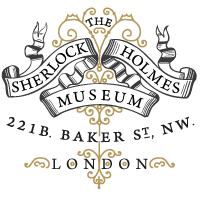 THE
SHERLOCK HOLMES
MUSEUM
221B. BAKER ST, NW.
LONDON